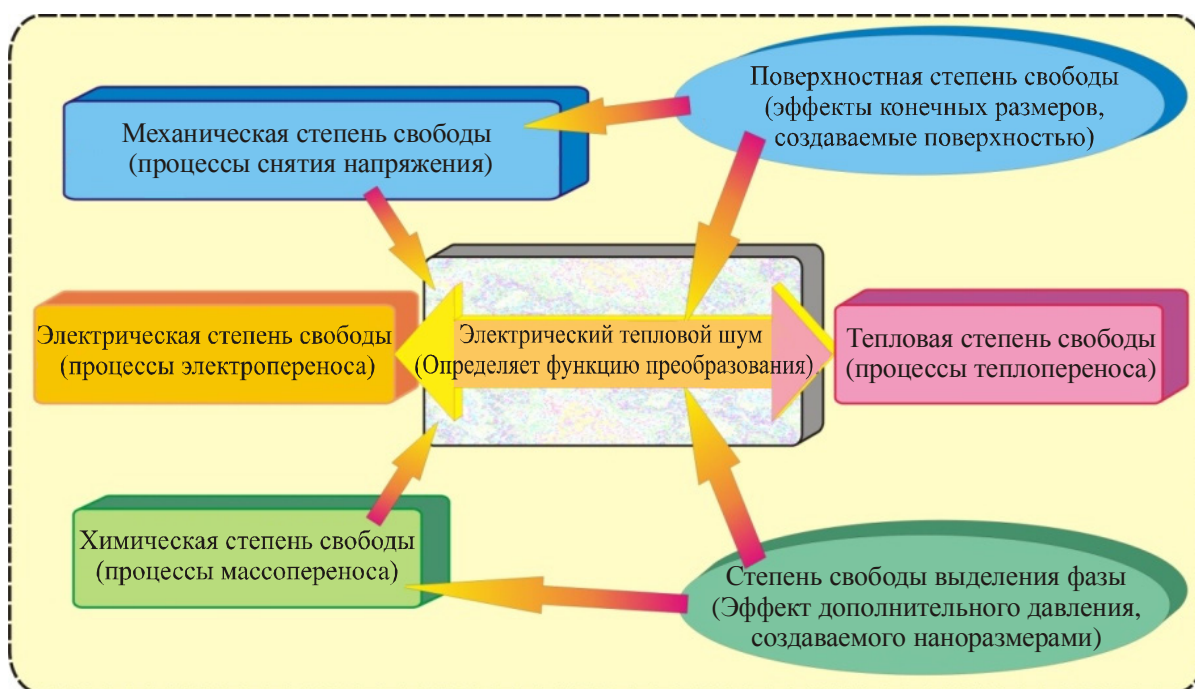 Поверхностная степень свободы
(эффекты конечных размеров,
создаваемые поверхностью)
Механическая степень свободы
(процессы снятия напряжения)
Электрическая степень свободы
(процессы электропереноса)
Электрический тепловой шум
(Определяет функцию преобразования).
Тепловая степень свободы
(процессы теплопереноса)
Химическая степень свободы
(процессы массопереноса)
Степень свободы выделения фазы
(Эффект дополнительного давления,
создаваемого наноразмерами)